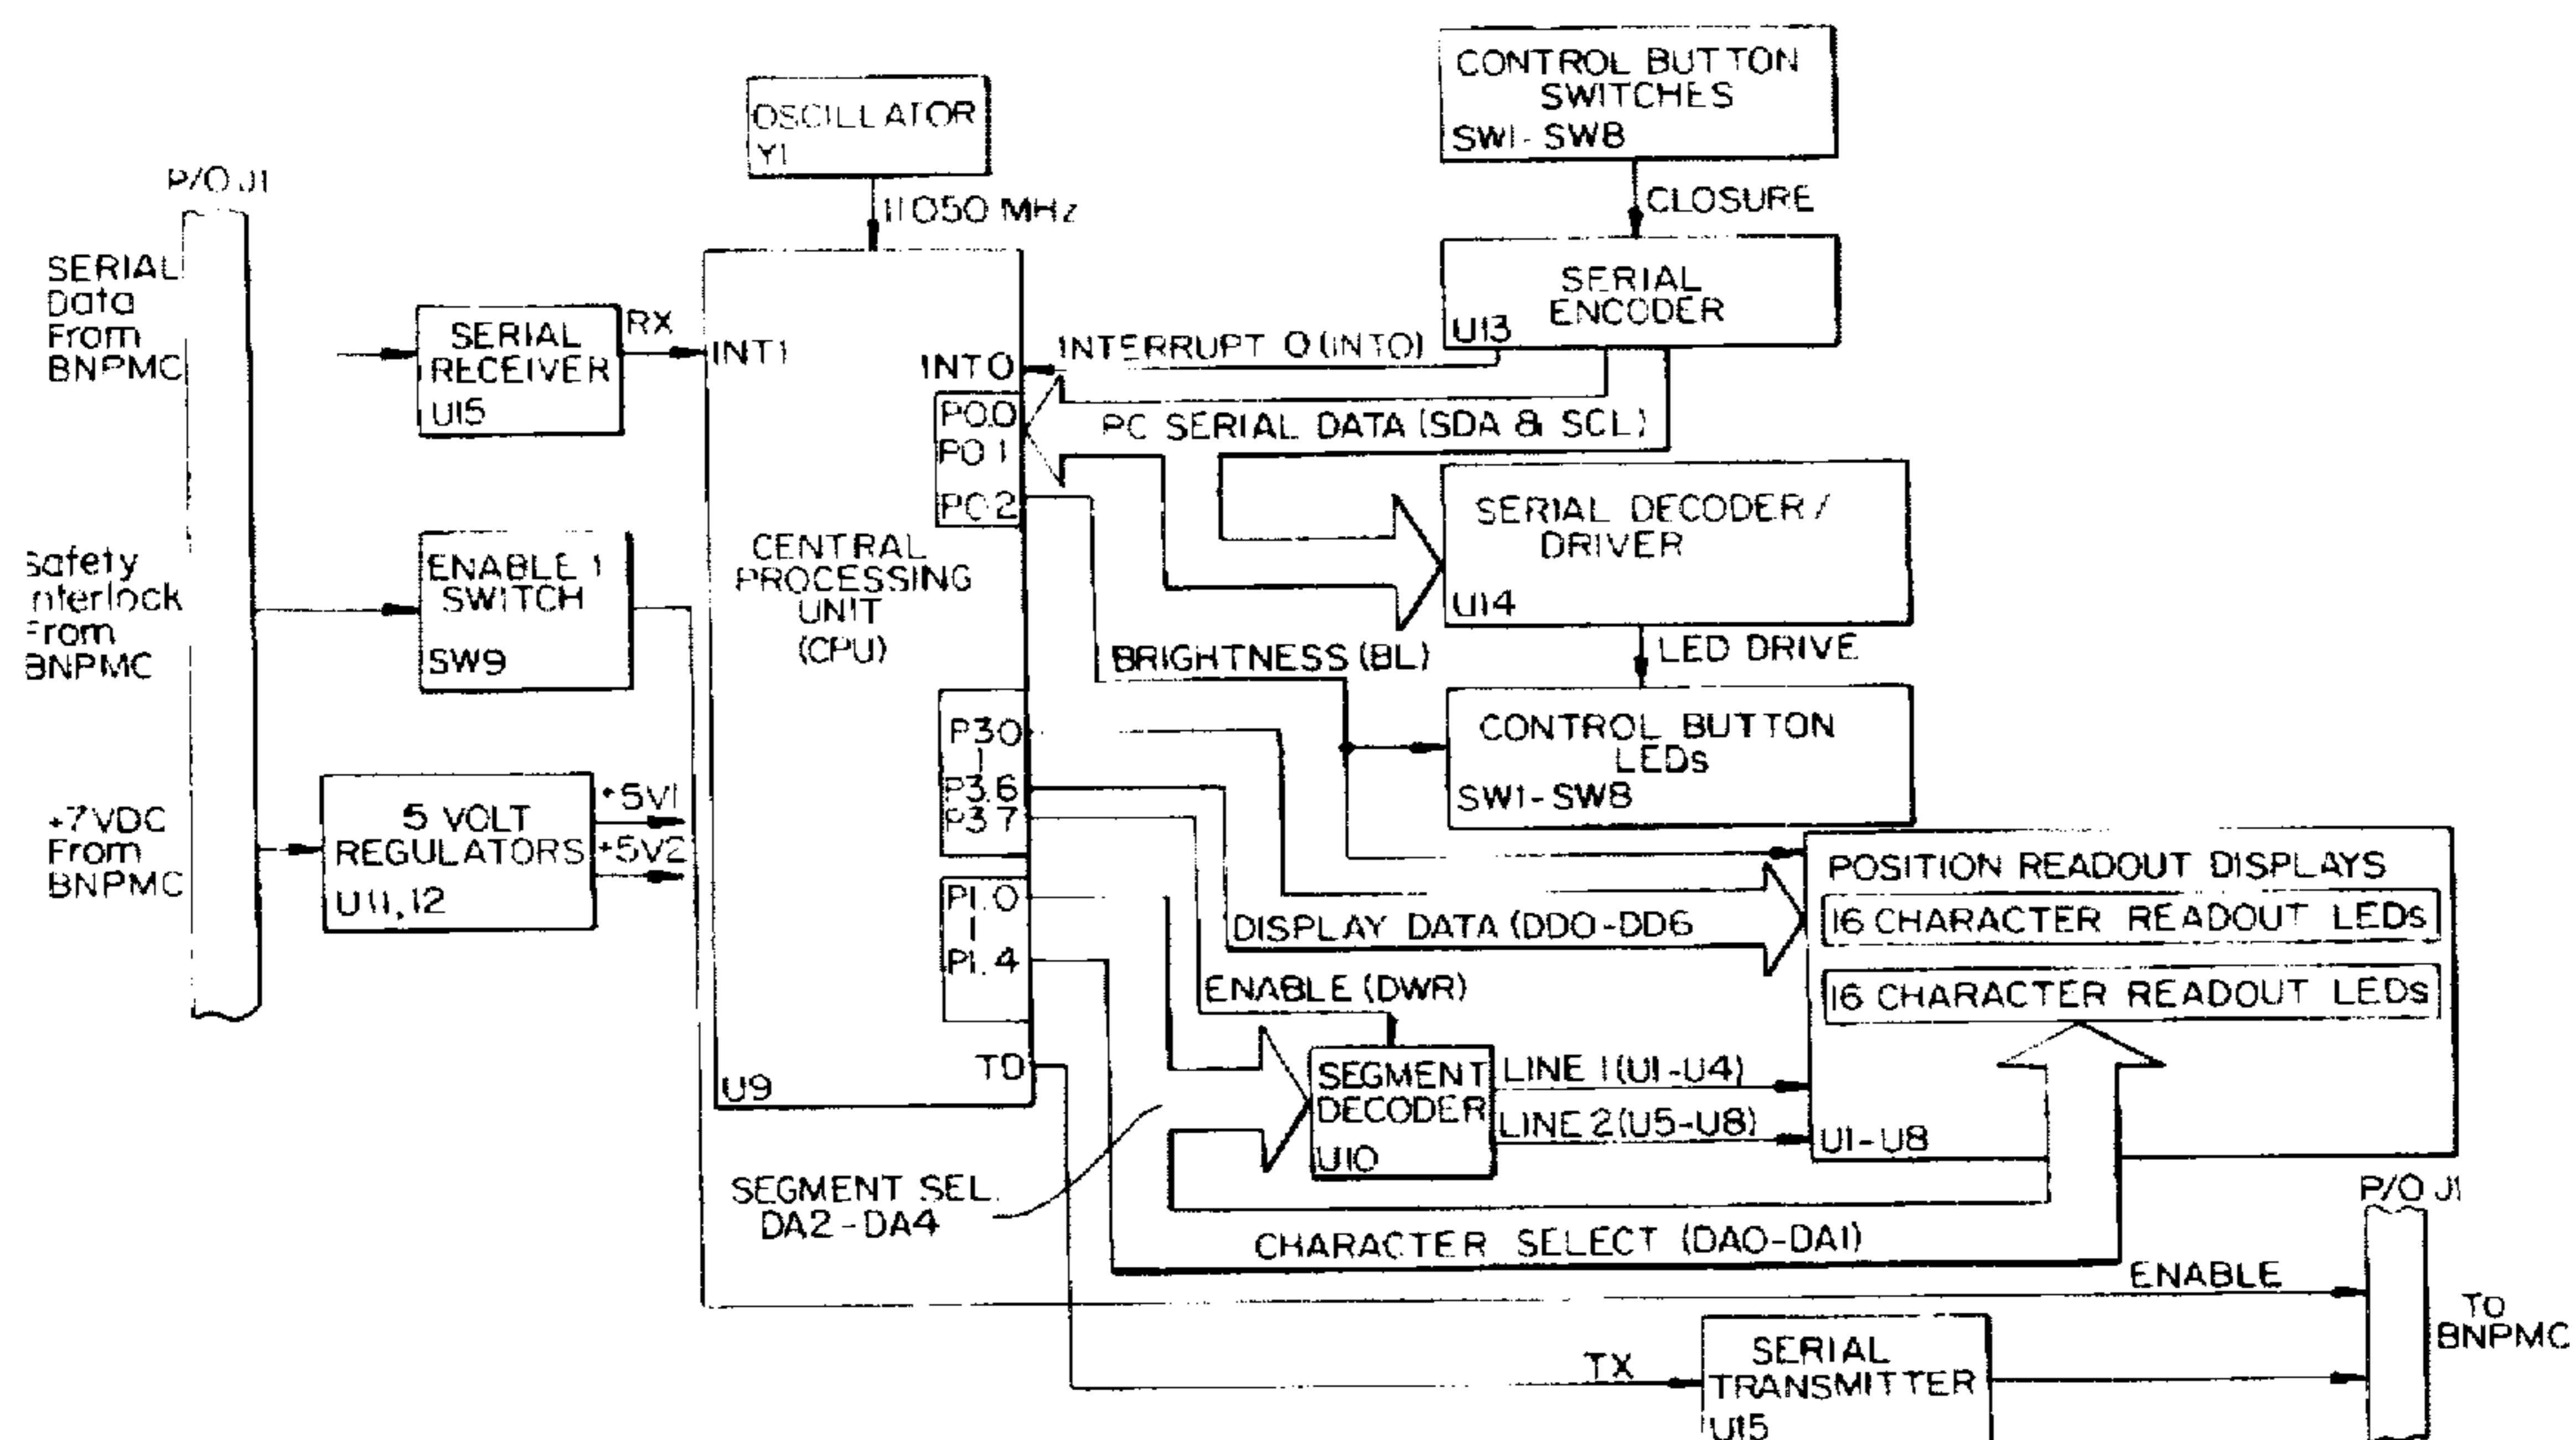 CONTROL BUTTON
SWITCHES
SW1-SW8
OSCILLATOR
Y1
P/O J1
11050 MHz
CLOSURE
SERIAL
Data
From
BNPMC
SERIAL
RECEIVER
U15
RX
INT1
SERIAL
ENCODER
U13
INTERRUPT 0 (INT0)
INT0
P0.0
P0.1
P0.2
PC SERIAL DATA (SDA & SCL)
SERIAL DECODER/
DRIVER
U14
Safety
nterlock
From
BNPMC
ENABLE 1
SWITCH
SW9
CENTRAL
PROCESSING
UNIT
(CPU)
BRIGHTNESS (BL)
LED DRIVE
CONTROL BUTTON
LEDs
SW1-SW8
P3.0
P3.6
P3.7
+7VDC
From
BNPMC
5 VOLT
REGULATORS
U11,12
+5V1
+5V2
POSITION READOUT DISPLAYS
16 CHARACTER READOUT LEDs
16 CHARACTER READOUT LEDs
U1-U8
P1.0
P1.4
DISPLAY DATA (DD0-DD6
ENABLE (DWR)
TD
U9
SEGMENT
DECODER
U10
LINE 1(U1-U4)
LINE 2(U5-U8)
SEGMENT SEL.
DA2-DA4
CHARACTER SELECT (DA0-DA1)
P/O J1
ENABLE
TO
BNPMC
TX
SERIAL
TRANSMITTER
U15